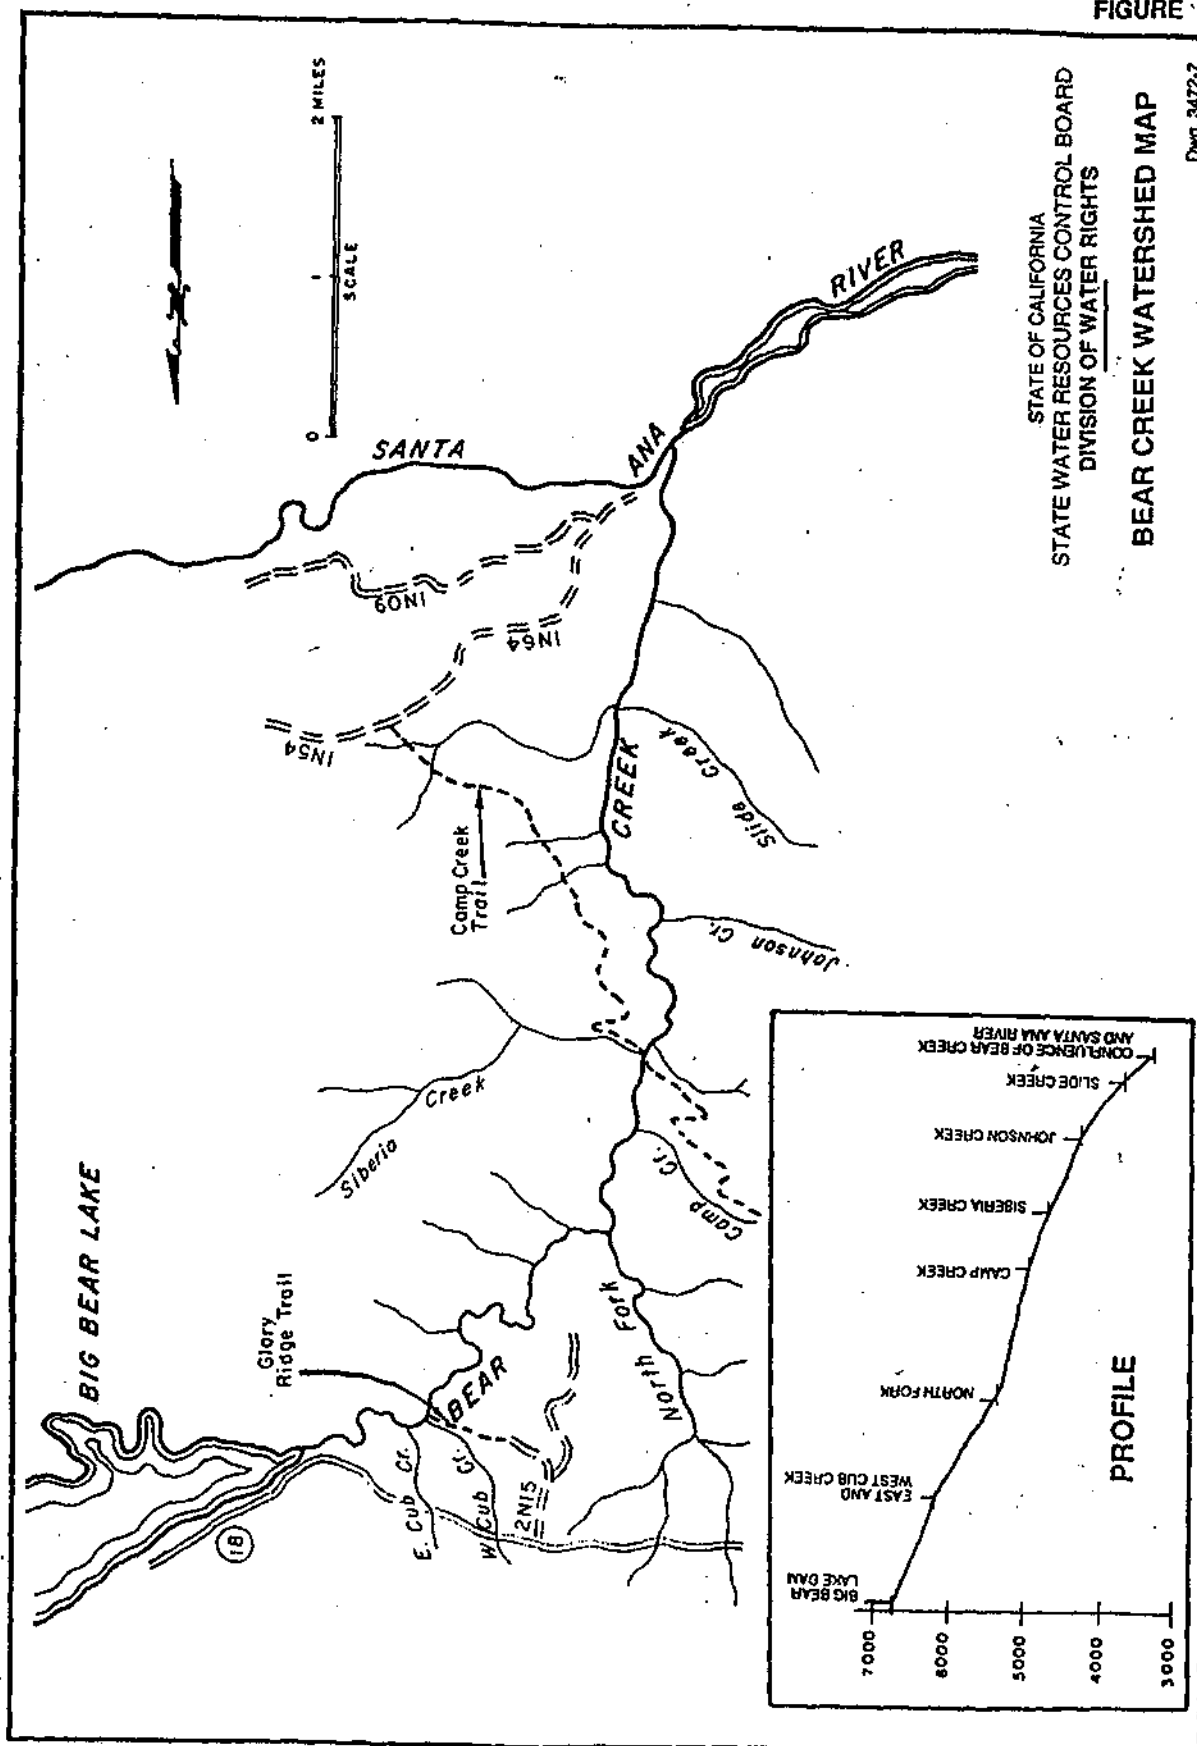 FIGURE
2 MILES
1
0
SCALE
SANTA
ANA
RIVER
STATE OF CALIFORNIA
STATE WATER RESOURCES CONTROL BOARD
DIVISION OF WATER RIGHTS
BEAR CREEK WATERSHED MAP
Dwg. 3472-7
1N09
1N64
1N54
Camp Creek
Trail
CREEK
Slide Creek
Johnson Cr.
Siberia Creek
Camp Cr.
BIG BEAR LAKE
Glory
Ridge Trail
BEAR
North Fork
E. Cub Cr.
W. Cub Cr.
2N15
18
PROFILE
BIG BEAR
LAKE DAM
EAST AND
WEST CUB CREEK
NORTH FORK
CAMP CREEK
SIBERIA CREEK
JOHNSON CREEK
SLIDE CREEK
CONFLUENCE OF BEAR CREEK
AND SANTA ANA RIVER
7000
6000
5000
4000
3000